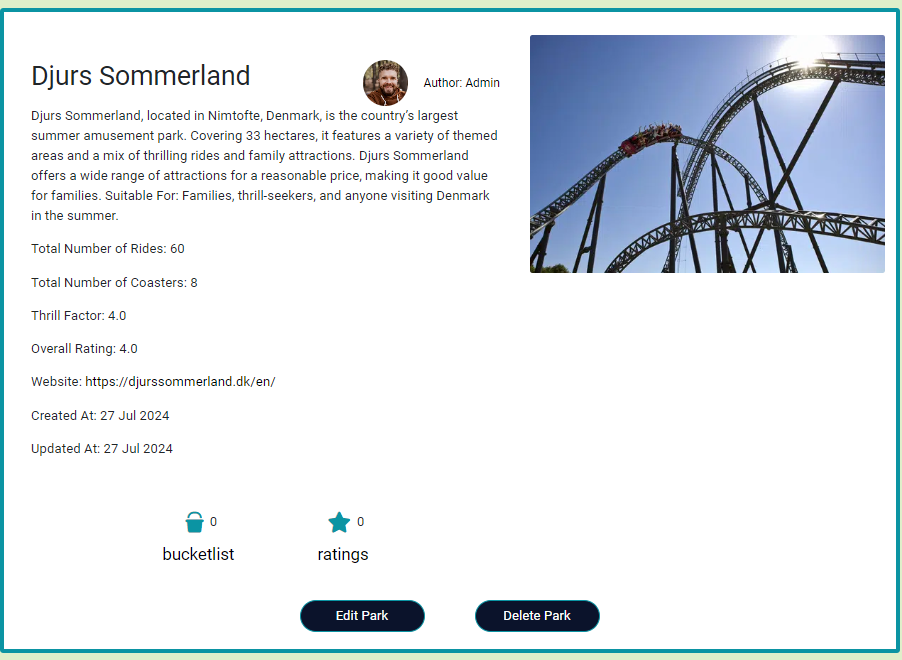 Djurs Sommerland
Author: Admin
Djurs Sommerland, located in Nimtofte, Denmark, is the country’s largest
summer amusement park. Covering 33 hectares, it features a variety of themed
areas and a mix of thrilling rides and family attractions. Djurs Sommerland
offers a wide range of attractions for a reasonable price, making it good value
for families. Suitable For: Families, thrill-seekers, and anyone visiting Denmark
in the summer.
Total Number of Rides: 60
Total Number of Coasters: 8
Thrill Factor: 4.0
Overall Rating: 4.0
Website: https://djurssommerland.dk/en/
Created At: 27 Jul 2024
Updated At: 27 Jul 2024
0
0
bucketlist
ratings
Edit Park
Delete Park